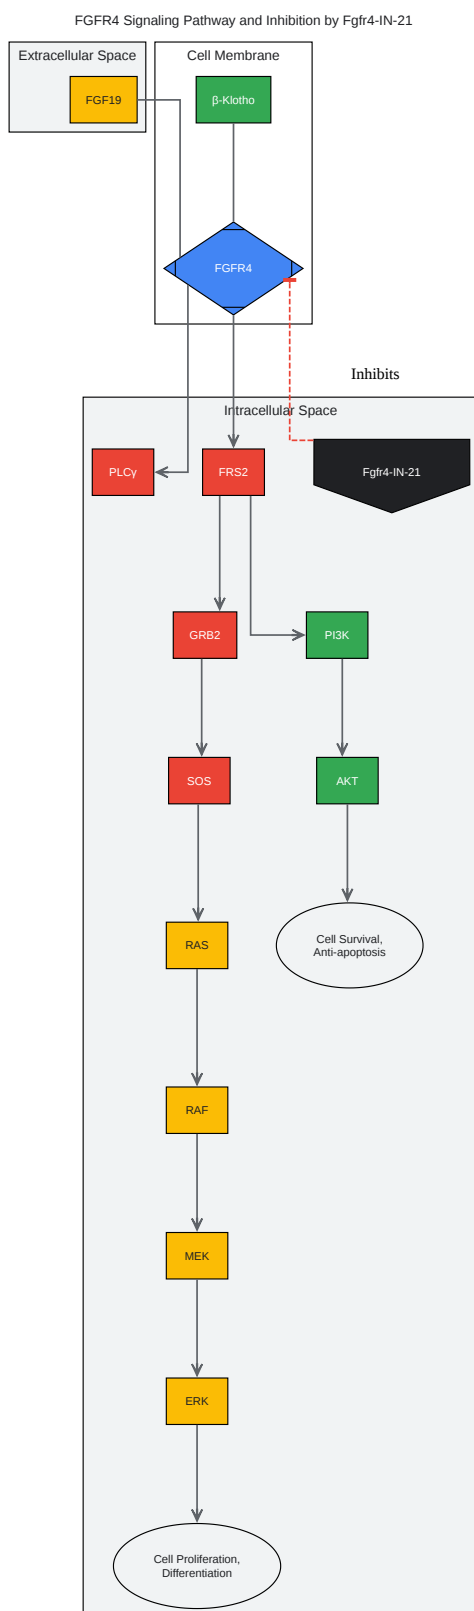 FGFR4 Signaling Pathway and Inhibition by Fgfr4-IN-21
Extracellular Space
Cell Membrane
FGF19
β-Klotho
FGFR4
Inhibits
Intracellular Space
PLCγ
FRS2
Fgfr4-IN-21
GRB2
PI3K
SOS
AKT
RAS
Cell Survival,
Anti-apoptosis
RAF
MEK
ERK
Cell Proliferation,
Differentiation